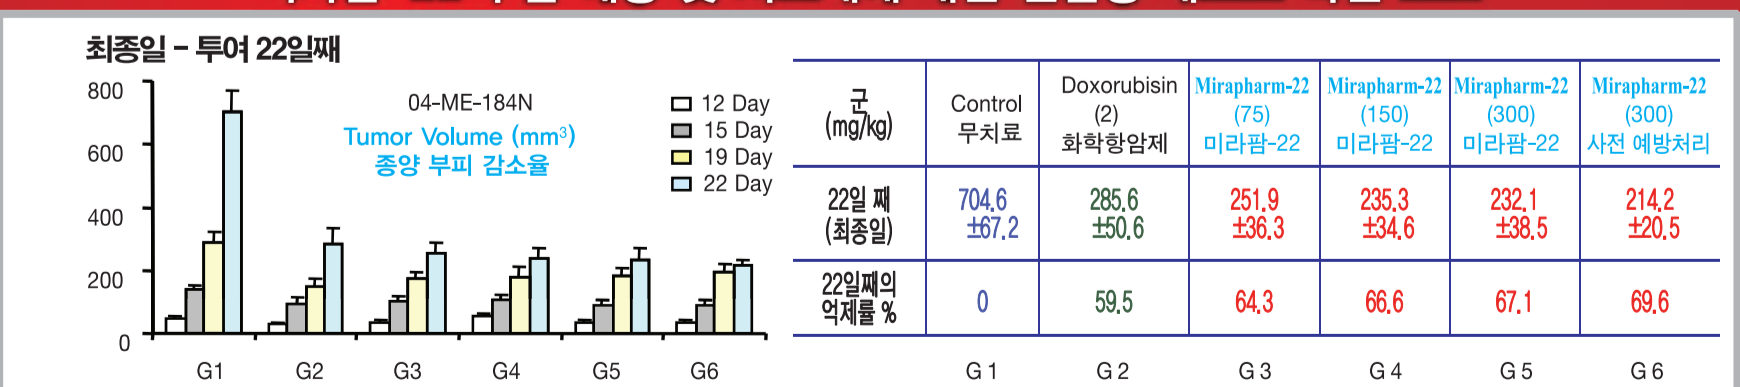 최종일 - 투여 22일째
800
600
400
200
0
04-ME-184N
Tumor Volume (mm³)
종양 부피 감소율
12 Day
15 Day
19 Day
22 Day
G1 G2 G3 G4 G5 G6
군
(mg/kg)
Control
무치료
Doxorubisin
(2)
화학항암제
Mirapharm-22
(75)
미라팜-22
Mirapharm-22
(150)
미라팜-22
Mirapharm-22
(300)
미라팜-22
Mirapharm-22
(300)
사전 예방처리
22일 째
(최종일)
704.6
±67.2
285.6
±50.6
251.9
±36.3
235.3
±34.6
232.1
±38.5
214.2
±20.5
22일째의
억제률 %
0
59.5
64.3
66.6
67.1
69.6
G 1 G 2 G 3 G 4 G 5 G 6